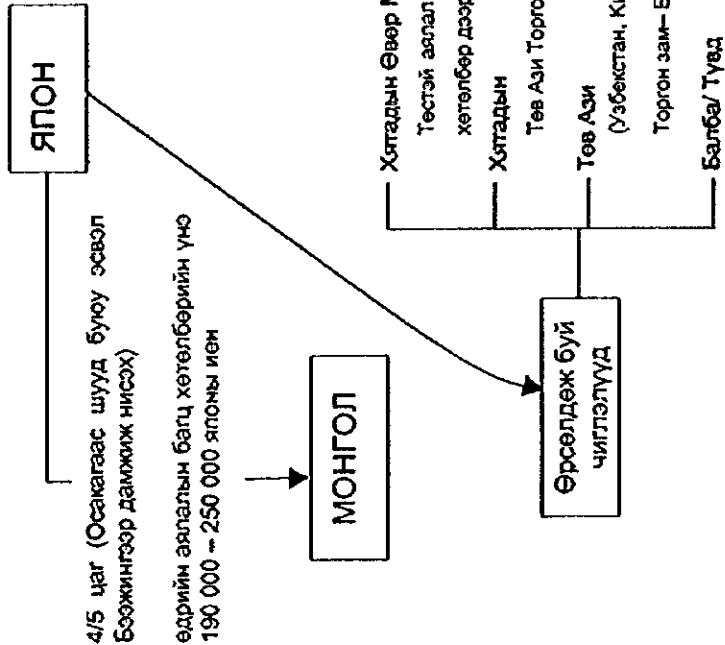 ЯПОН
4/5 цаг (Осакагаас шууд буюу эсвэл
Бээжингээр дамжиж нисэх)
өдрийн аялалын багц хөтөлбөрийн үнэ
190 000 – 250 000 японы иен
МОНГОЛ
Өрсөлдөж буй
чиглэлүүд
Хятадын Өвөр
Тэстэй аялал
хөтөлбөр
Хятадын
Төв Ази
Төв Ази
(Узбекстан,
Торгон зам–
Балба/ Түвд